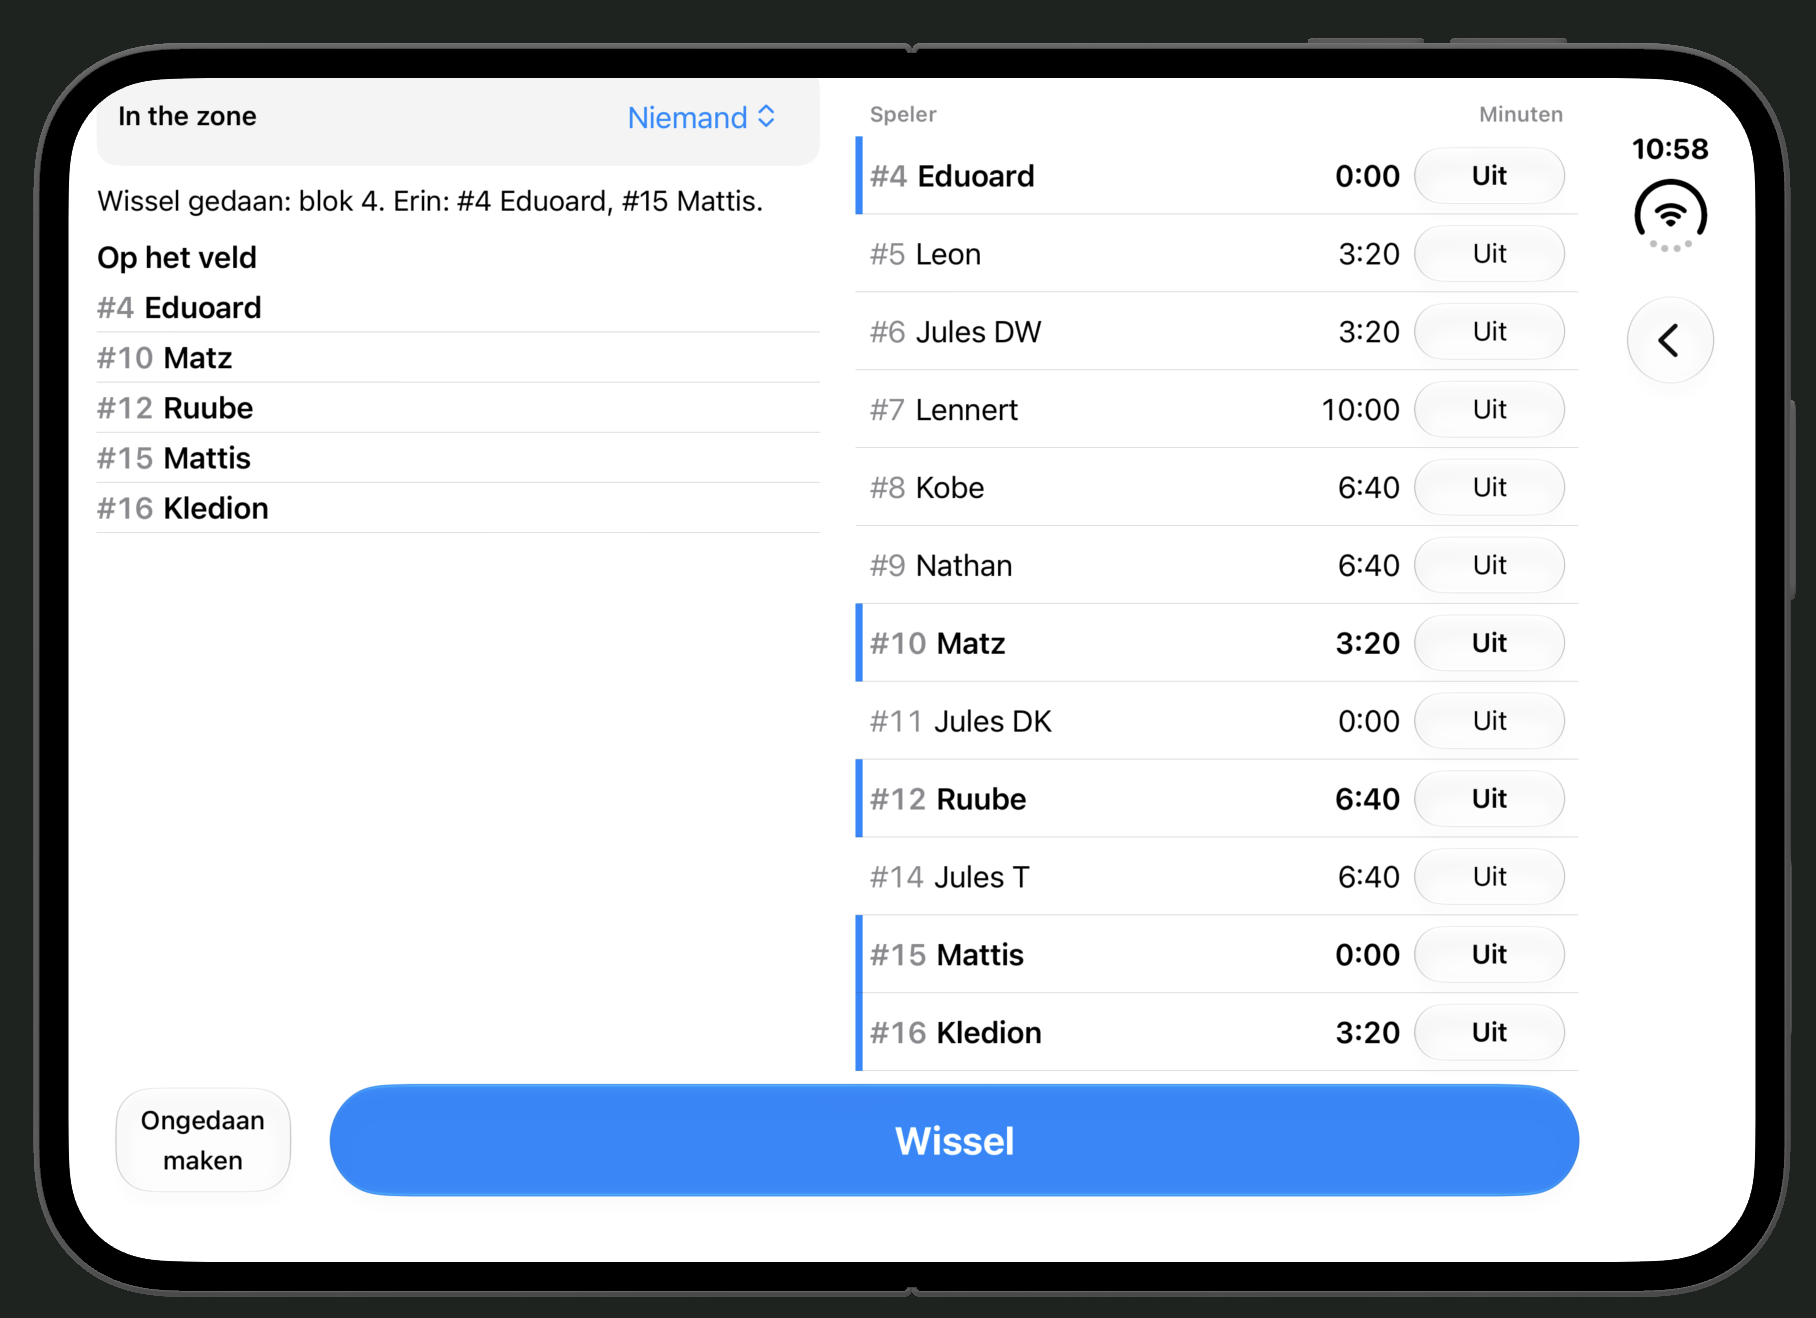 In the zone
Niemand
Wissel gedaan: blok 4. Erin: #4 Eduoard, #15 Mattis.
Op het veld
#4 Eduoard
#10 Matz
#12 Ruube
#15 Mattis
#16 Kledion
Speler Minuten
#4 Eduoard 0:00 Uit
#5 Leon 3:20 Uit
#6 Jules DW 3:20 Uit
#7 Lennert 10:00 Uit
#8 Kobe 6:40 Uit
#9 Nathan 6:40 Uit
#10 Matz 3:20 Uit
#11 Jules DK 0:00 Uit
#12 Ruube 6:40 Uit
#14 Jules T 6:40 Uit
#15 Mattis 0:00 Uit
#16 Kledion 3:20 Uit
10:58
Ongedaan
maken
Wissel